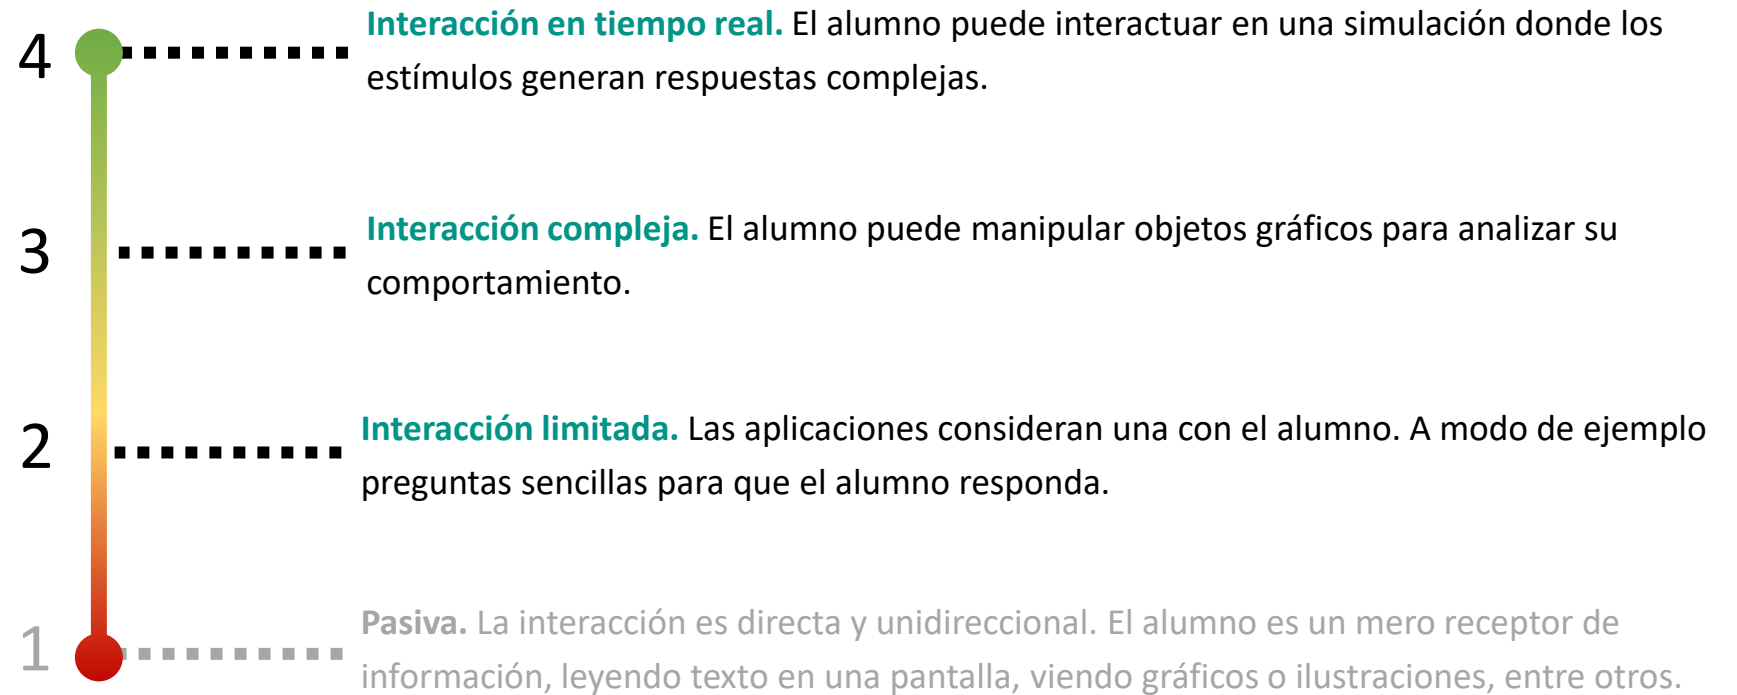 4
Interacción en tiempo real. El alumno puede interactuar en una simulación donde los
estímulos generan respuestas complejas.
3
Interacción compleja. El alumno puede manipular objetos gráficos para analizar su
comportamiento.
2
Interacción limitada. Las aplicaciones consideran una con el alumno. A modo de ejemplo
preguntas sencillas para que el alumno responda.
1
Pasiva. La interacción es directa y unidireccional. El alumno es un mero receptor de
información, leyendo texto en una pantalla, viendo gráficos o ilustraciones, entre otros.